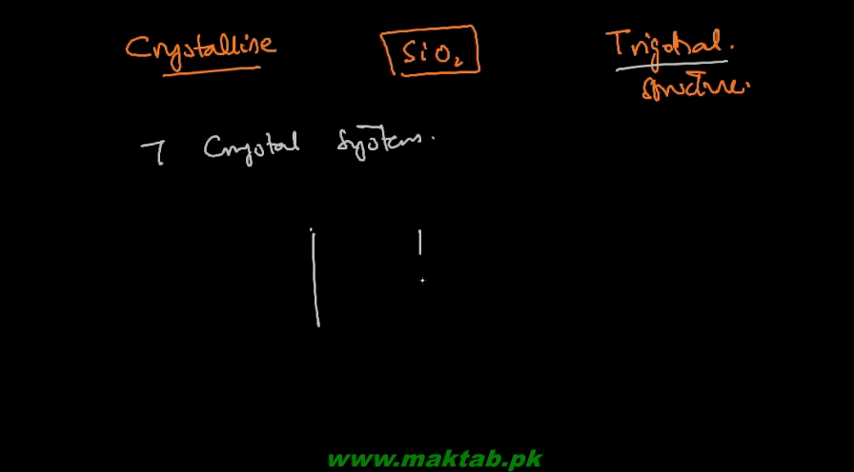 Crystalline SiO₂ Trigonal
structure.
7 Crystal Systems.
www.maktab.pk